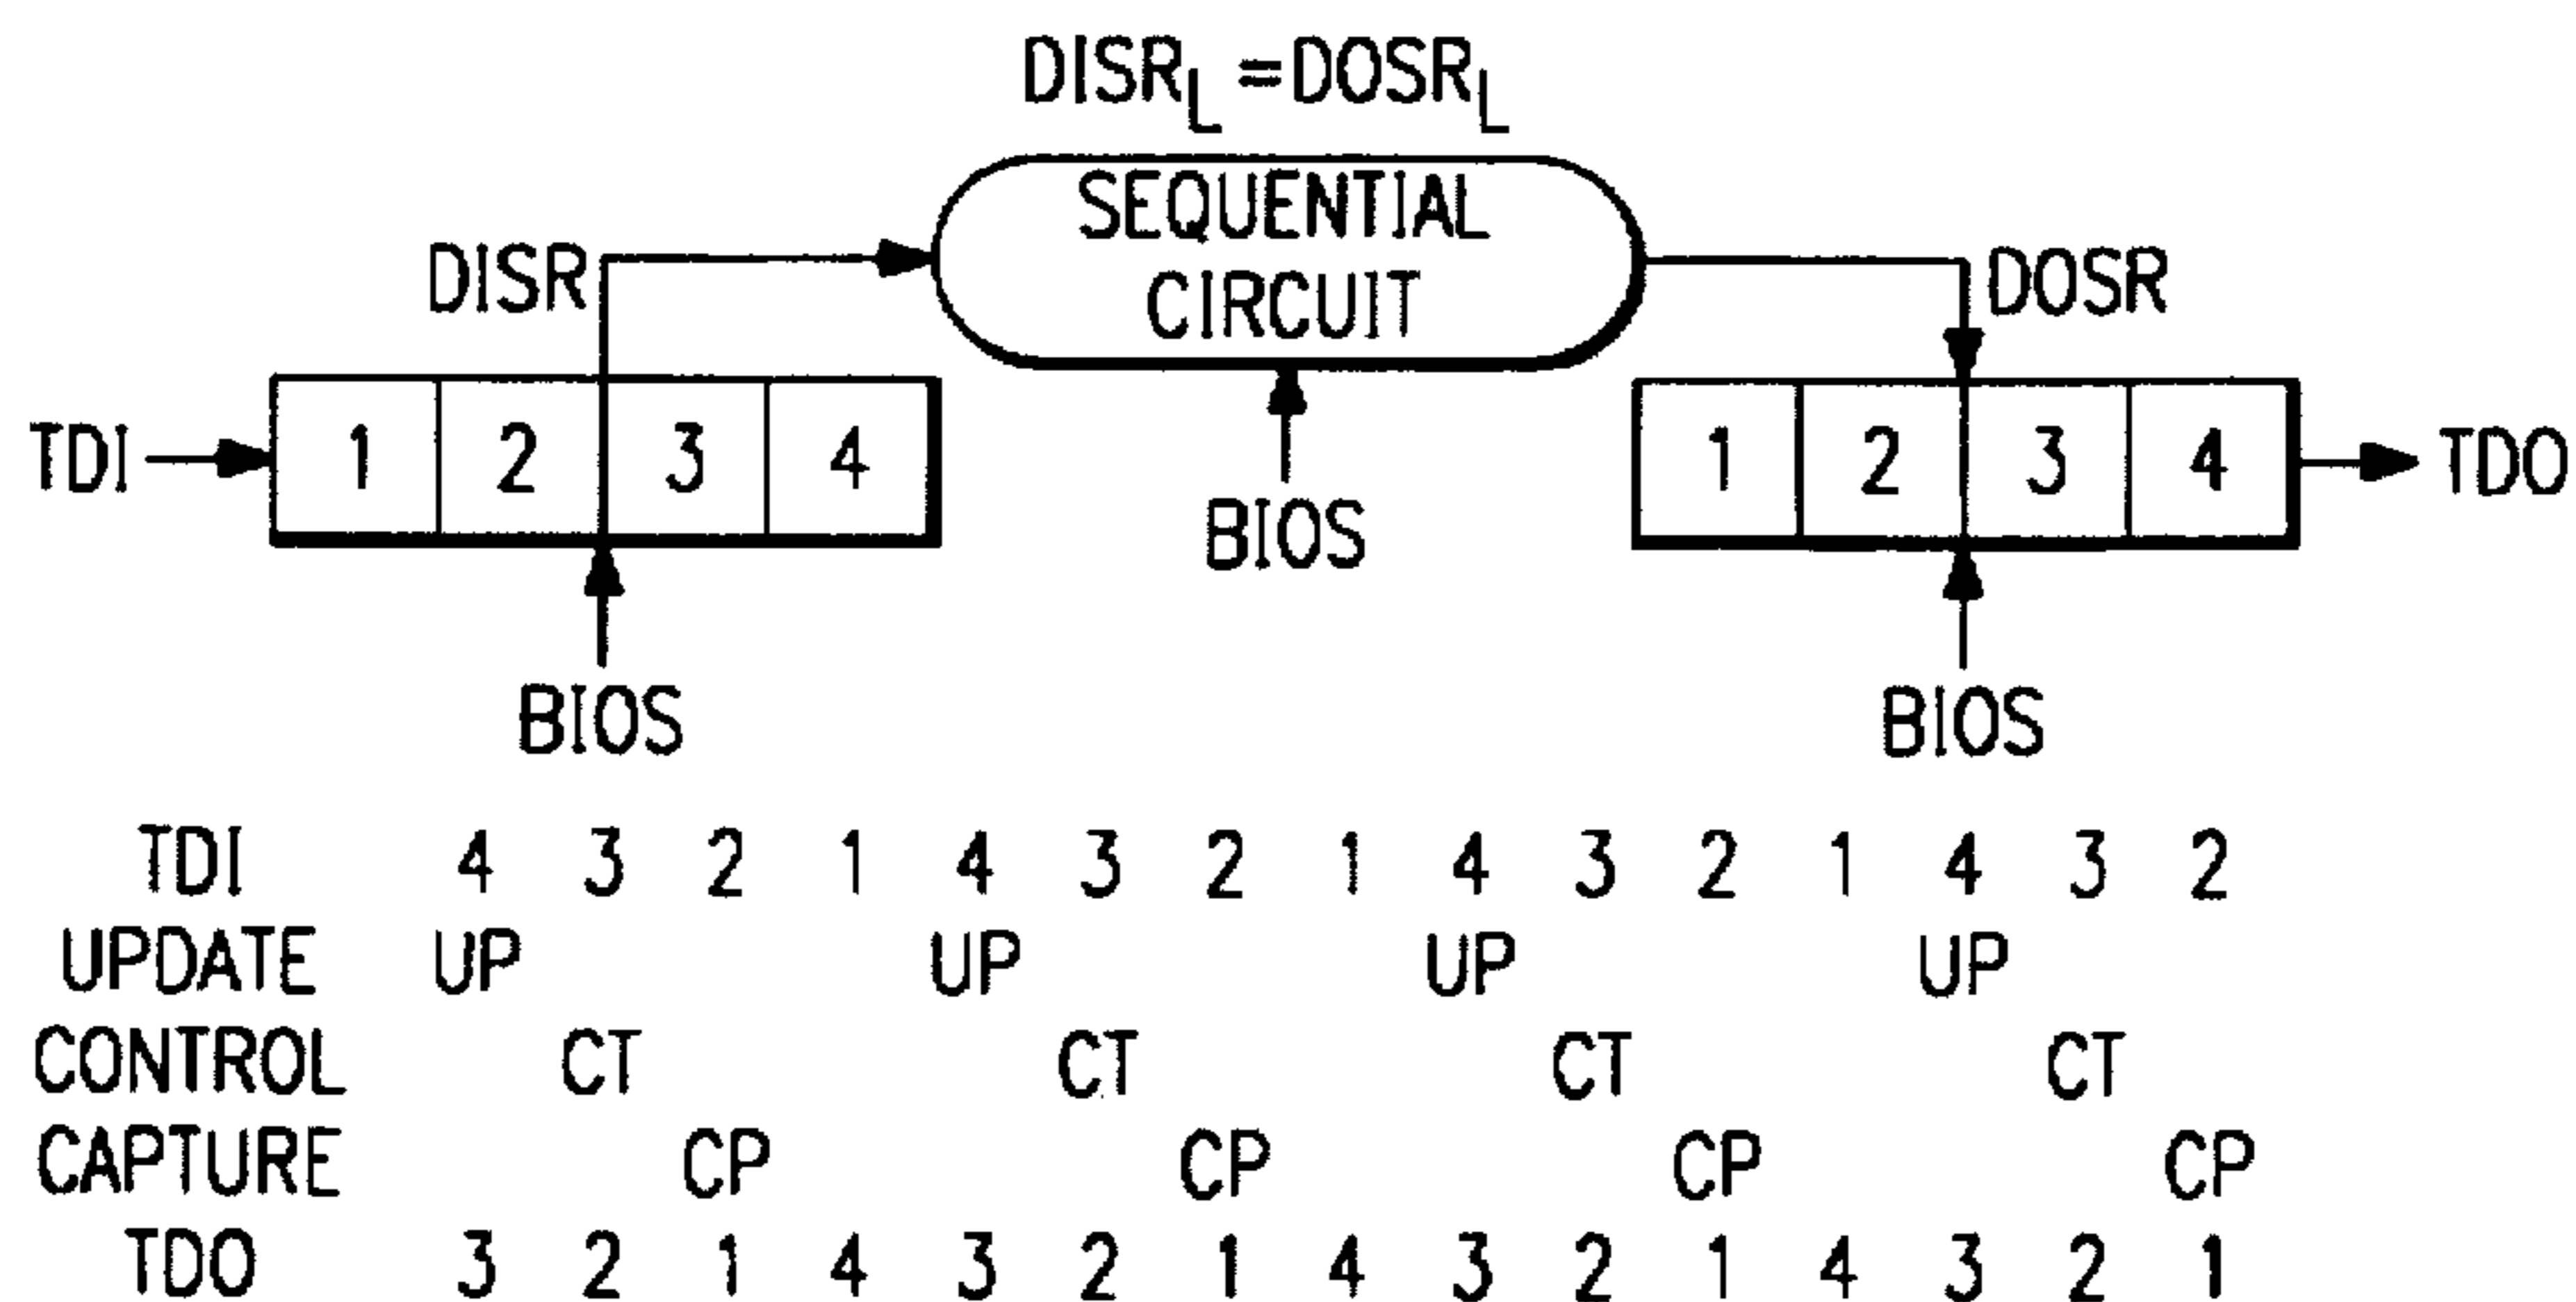 DISR_L =DOSR_L
SEQUENTIAL
CIRCUIT
DISR
DOSR
TDI
1 2 3 4
1 2 3 4
TDO
BIOS
BIOS
BIOS
TDI 4 3 2 1 4 3 2 1 4 3 2 1 4 3 2
UPDATE UP UP UP UP
CONTROL CT CT CT CT
CAPTURE CP CP CP CP
TDO 3 2 1 4 3 2 1 4 3 2 1 4 3 2 1